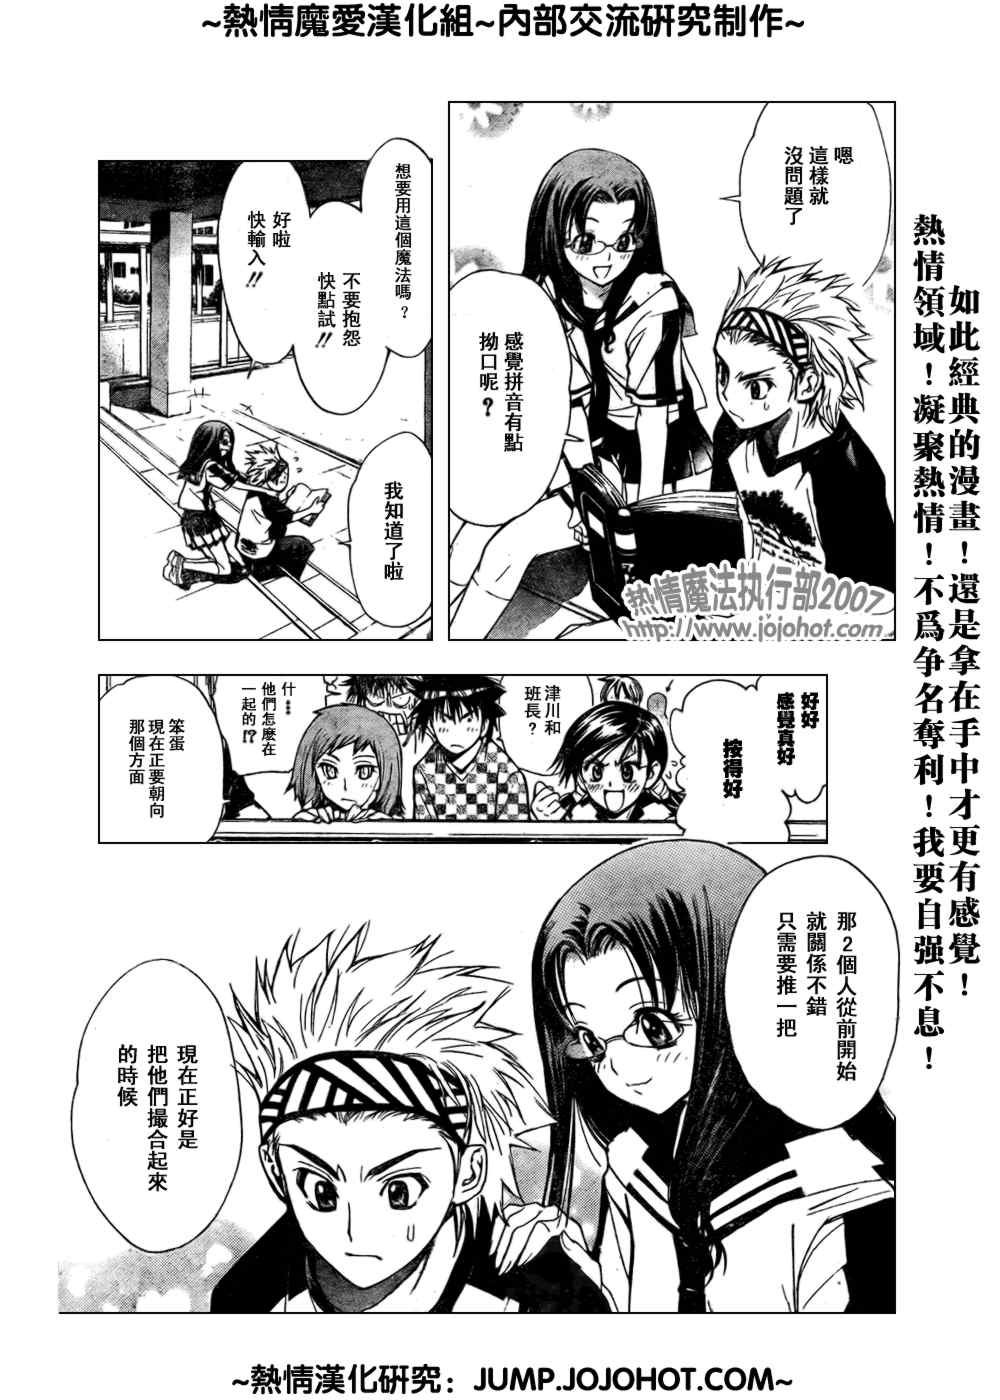 ~熱情魔愛漢化組~內部交流研究制作~
嗯
這樣就
沒問題了
感覺拼音有點
拗口呢？
想要用這個魔法嗎？
不要抱怨
快點試!!
好啦
快輸入!!
我知道了啦
熱情魔法执行部2007
http://www.jojohot.com
好好
感覺真好
按得好
津川和
班長？
什…
他們怎麽在
一起的!?
笨蛋
現在正要朝向
那個方面
那2個人從前開始
就關係不錯
只需要推一把
現在正好是
把他們撮合起來
的時候
如此經典的漫畫！還是拿在手中才更有感覺！
熱情領域！凝聚熱情！不爲争名奪利！我要自强不息！
~熱情漢化研究：JUMP.JOJOHOT.COM~